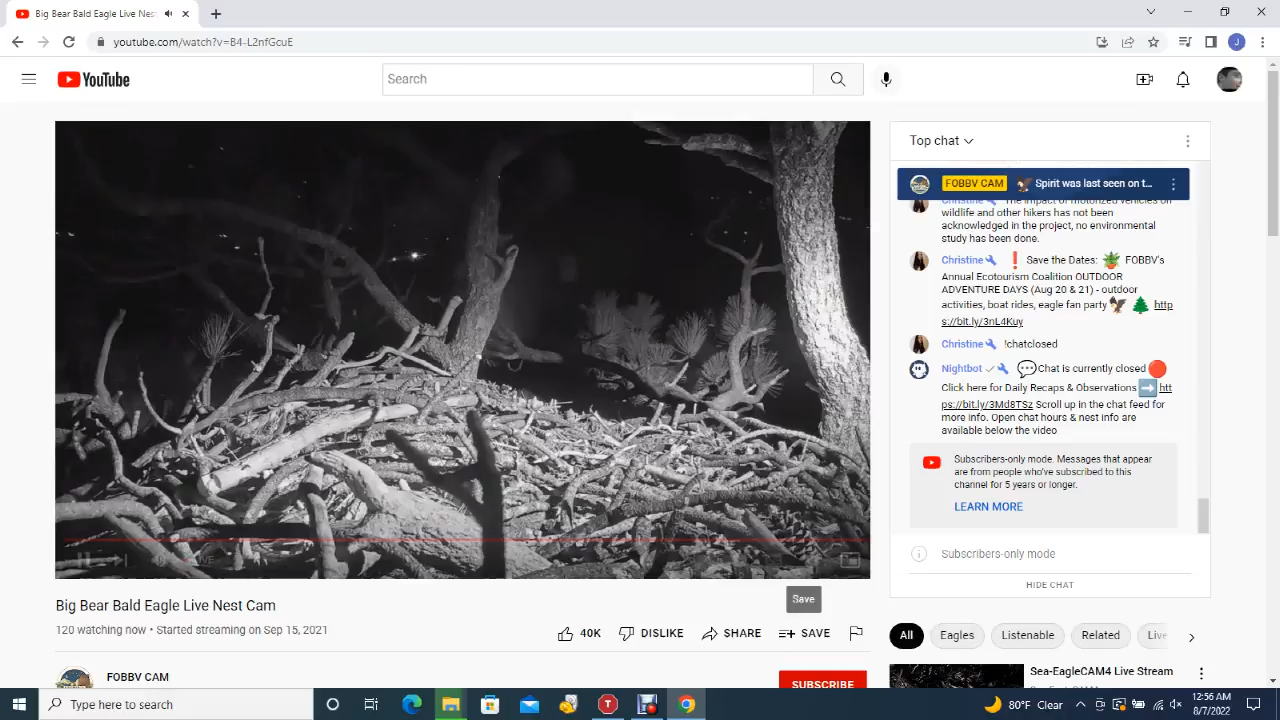 Big Bear Bald Eagle Live Nest
youtube.com/watch?v=B4-L2nfGcuE
J
YouTube
Search
Top chat
FOBBV CAM Spirit was last seen on t...
Christine The impact of motorized vehicles on
wildlife and other hikers has not been
acknowledged in the project, no environmental
study has been done.
Christine Save the Dates: FOBBV's
Annual Ecotourism Coalition OUTDOOR
ADVENTURE DAYS (Aug 20 & 21) - outdoor
activities, boat rides, eagle fan party http
s://bit.ly/3nL4Kuy
Christine !chatclosed
Nightbot Chat is currently closed
Click here for Daily Recaps & Observations htt
ps://bit.ly/3Md8TSz Scroll up in the chat feed for
more info. Open chat hours & nest info are
available below the video
Subscribers-only mode. Messages that appear
are from people who've subscribed to this
channel for 5 years or longer.
LEARN MORE
Subscribers-only mode
HIDE CHAT
Save
Big Bear Bald Eagle Live Nest Cam
120 watching now • Started streaming on Sep 15, 2021
40K DISLIKE SHARE SAVE
FOBBV CAM
SUBSCRIBE
All Eagles Listenable Related Live
Sea-EagleCAM4 Live Stream
Type here to search
80°F Clear
12:56 AM
8/7/2022